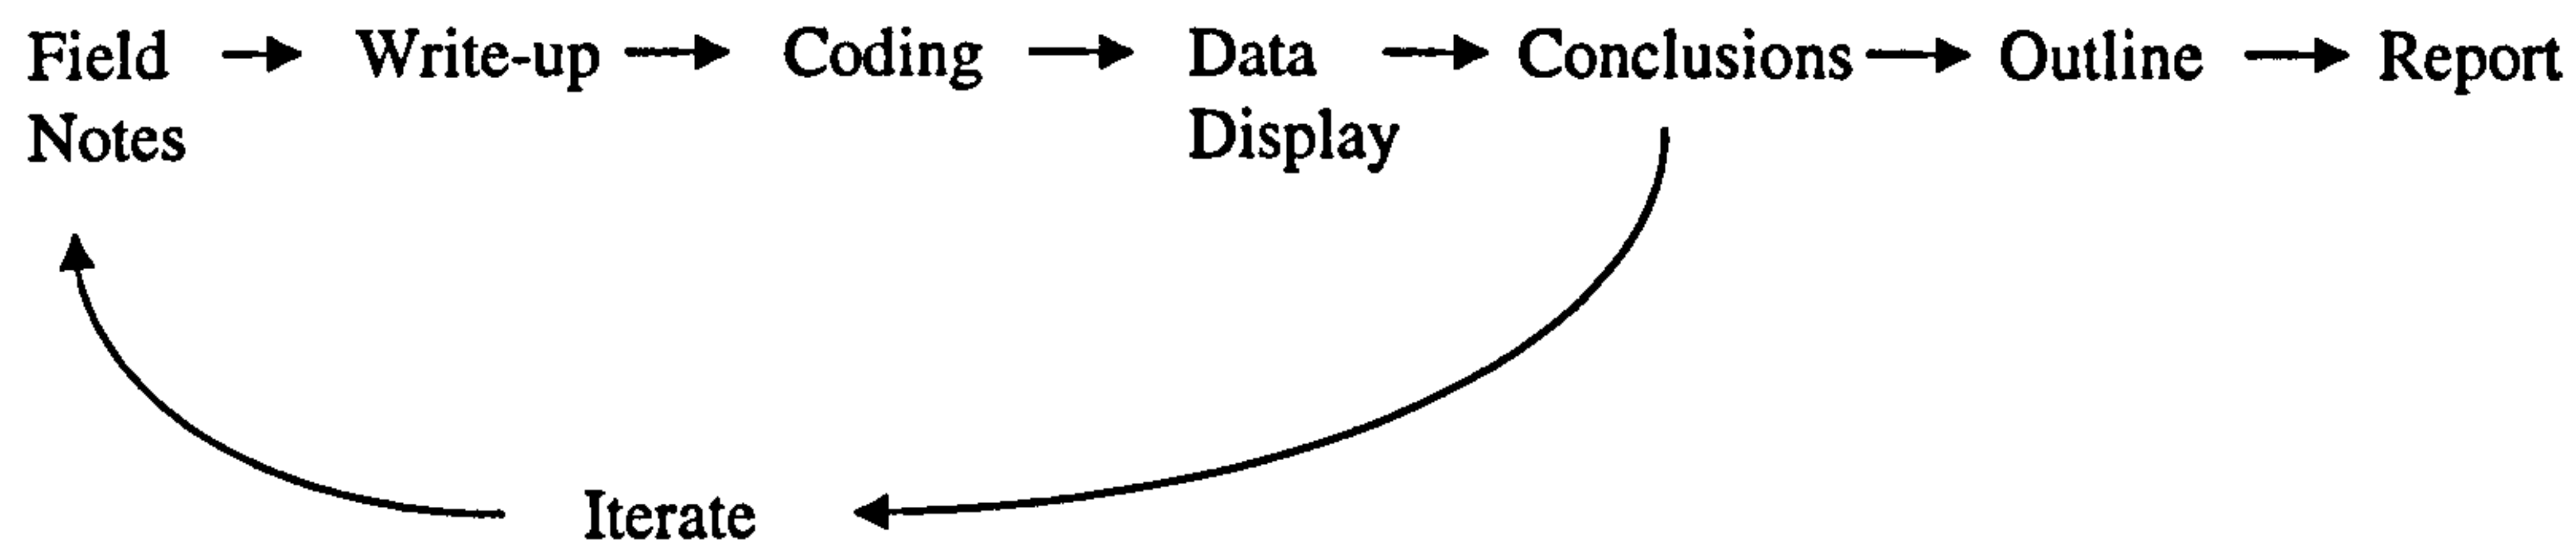 Field Write-up Coding Data Conclusions Outline Report
Notes Display
Iterate